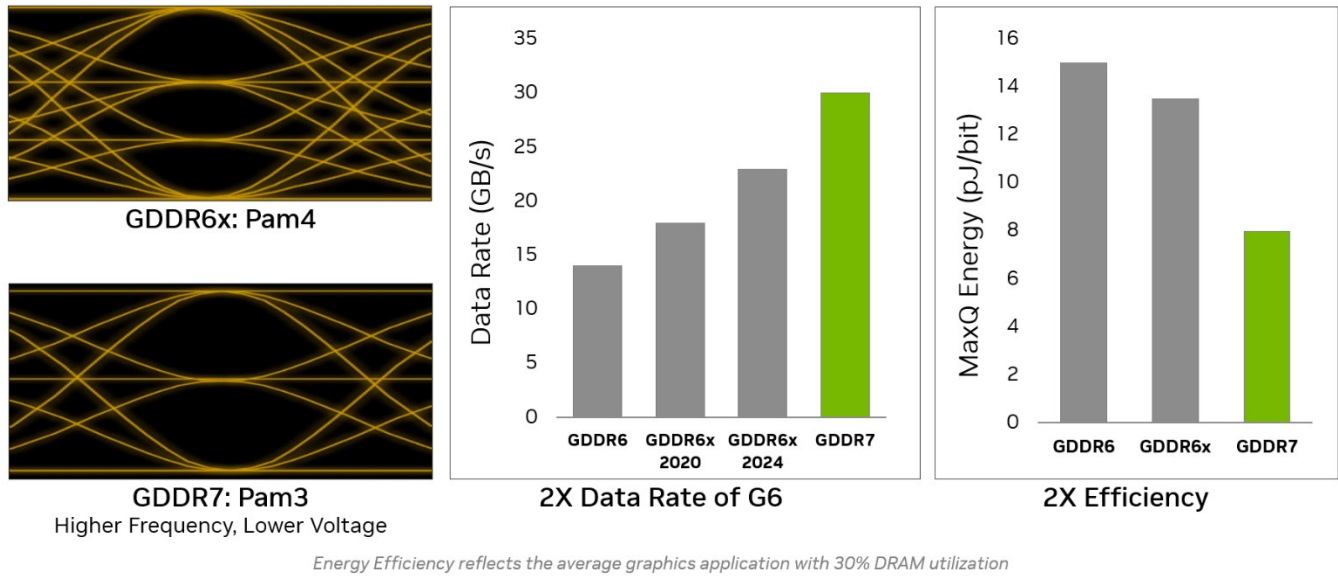 GDDR6x: Pam4
GDDR7: Pam3
Higher Frequency, Lower Voltage
Data Rate (GB/s)
35
30
25
20
15
10
5
0
GDDR6
GDDR6x
2020
GDDR6x
2024
GDDR7
2X Data Rate of G6
MaxQ Energy (pJ/bit)
16
14
12
10
8
6
4
2
0
GDDR6
GDDR6x
GDDR7
2X Efficiency
Energy Efficiency reflects the average graphics application with 30% DRAM utilization